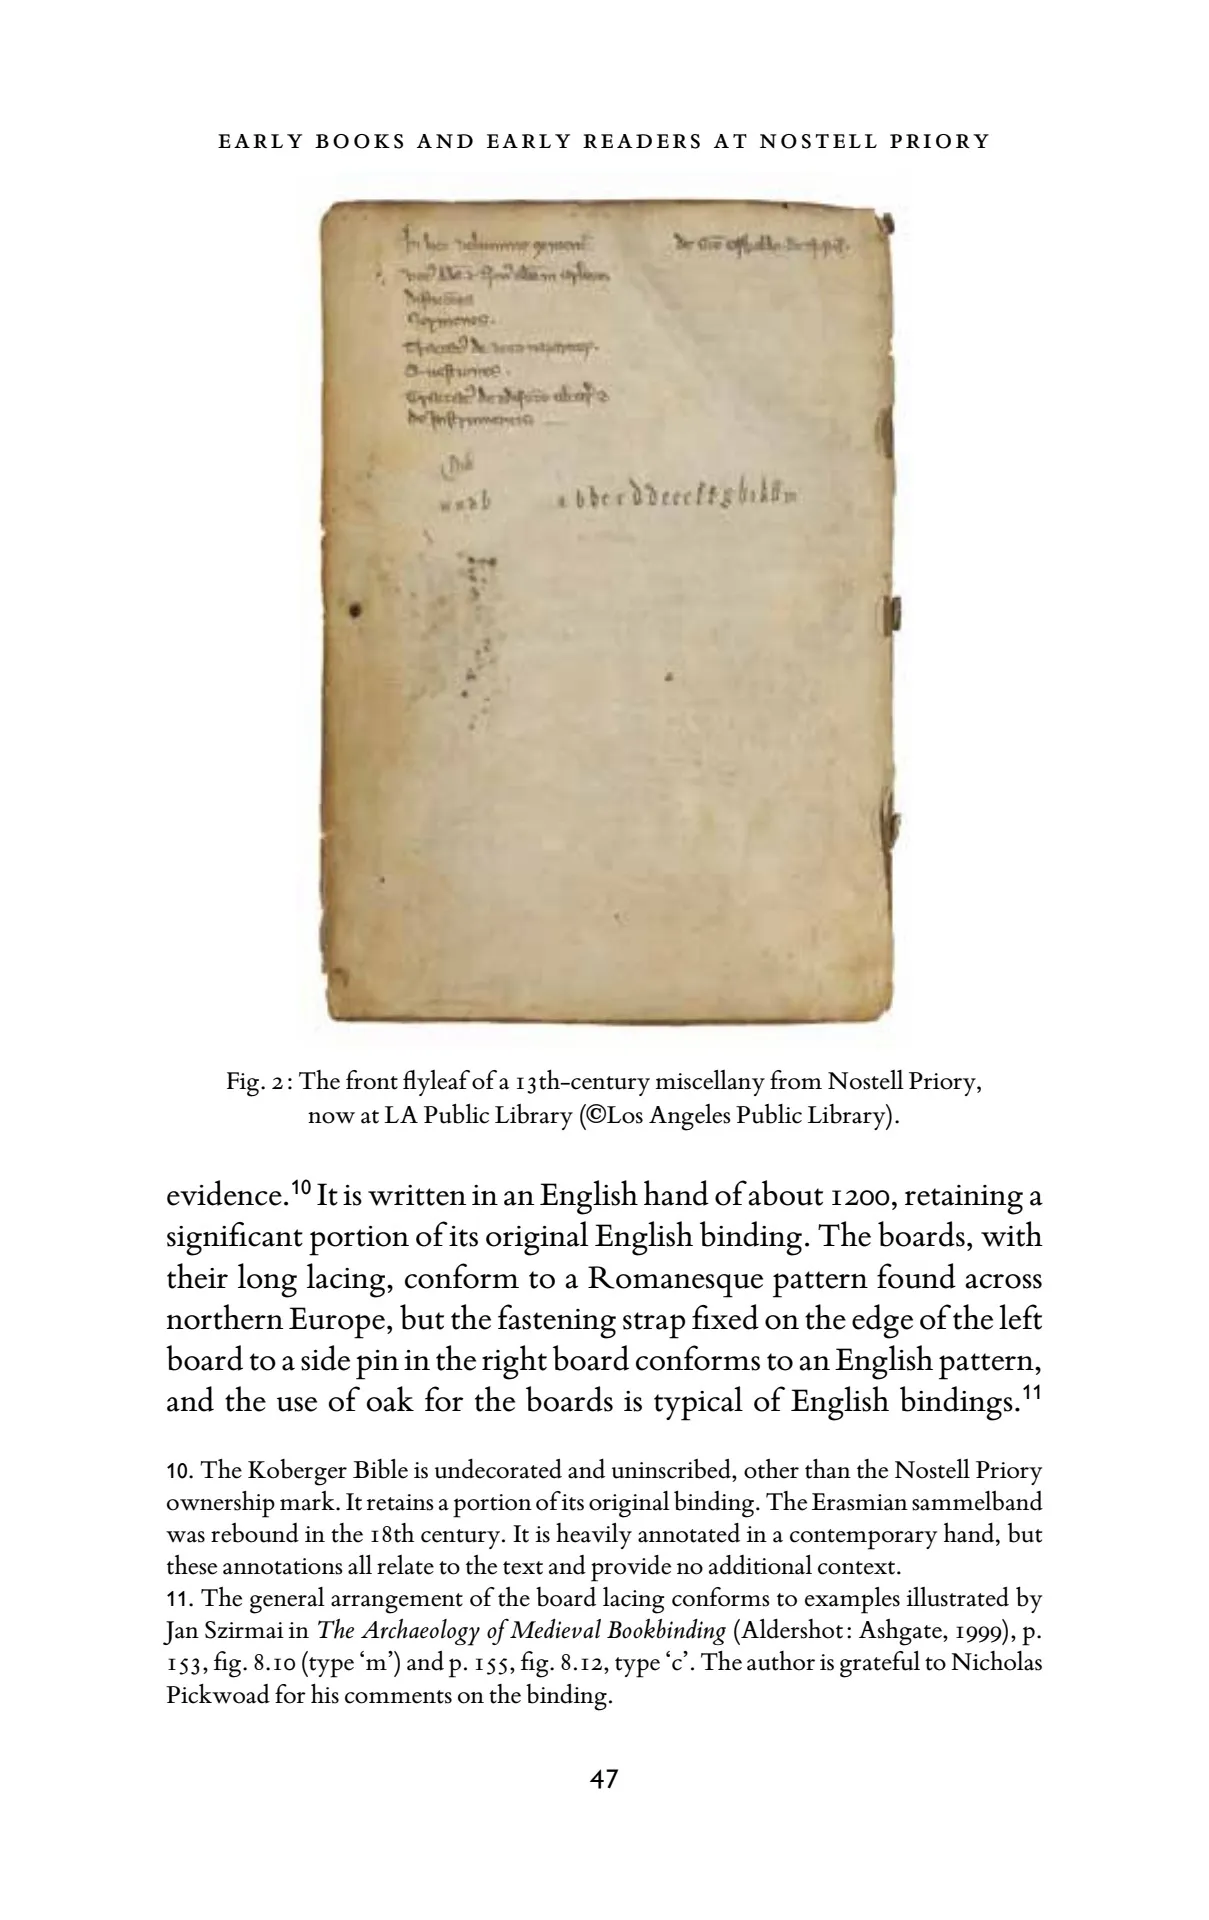 EARLY BOOKS AND EARLY READERS AT NOSTELL PRIORY
In hoc volumine
Sermones.
Questiones.
de Instrumentis
Fig. 2: The front flyleaf of a 13th-century miscellany from Nostell Priory,
now at LA Public Library (©Los Angeles Public Library).
evidence.10 It is written in an English hand of about 1200, retaining a
significant portion of its original English binding. The boards, with
their long lacing, conform to a Romanesque pattern found across
northern Europe, but the fastening strap fixed on the edge of the left
board to a side pin in the right board conforms to an English pattern,
and the use of oak for the boards is typical of English bindings.11
10. The Koberger Bible is undecorated and uninscribed, other than the Nostell Priory
ownership mark. It retains a portion of its original binding. The Erasmian sammelband
was rebound in the 18th century. It is heavily annotated in a contemporary hand, but
these annotations all relate to the text and provide no additional context.
11. The general arrangement of the board lacing conforms to examples illustrated by
Jan Szirmai in The Archaeology of Medieval Bookbinding (Aldershot: Ashgate, 1999), p.
153, fig. 8.10 (type ‘m’) and p. 155, fig. 8.12, type ‘c’. The author is grateful to Nicholas
Pickwoad for his comments on the binding.
47